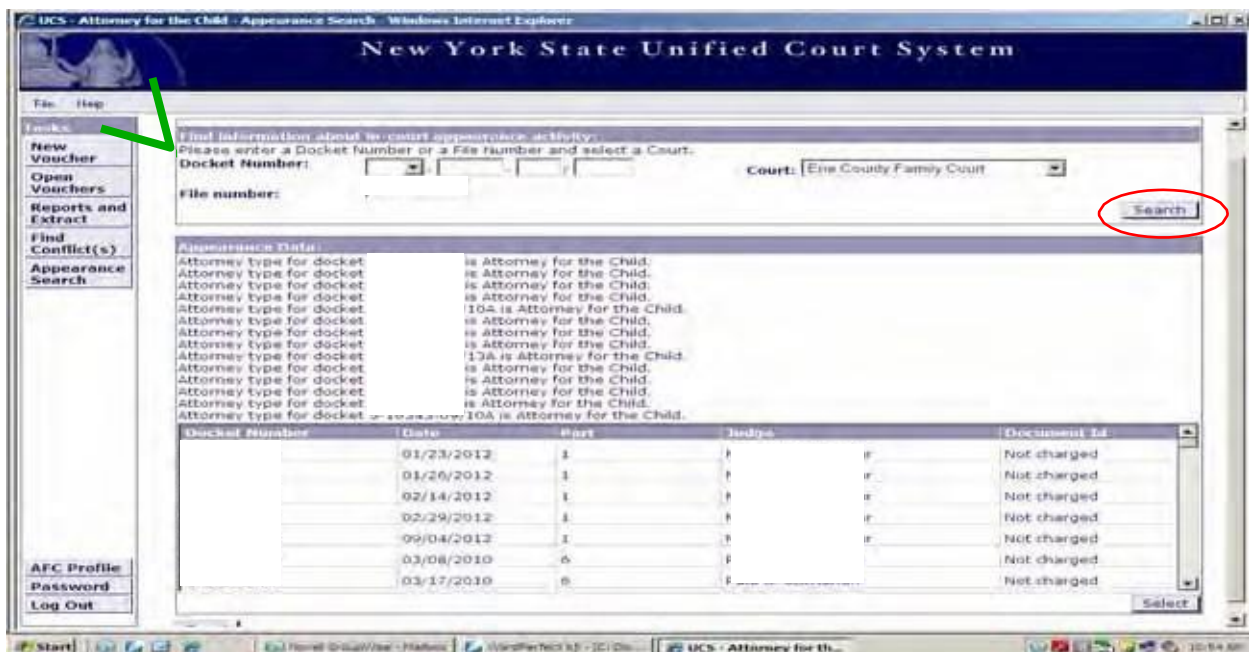 UCS - Attorney for the Child - Appearance Search - Windows Internet Explorer
New York State Unified Court System
File Help
Tasks
New
Voucher
Open
Vouchers
Reports and
Extract
Find
Conflict(s)
Appearance
Search
AFC Profile
Password
Log Out
Find information about in-court appearance activity:
Please enter a Docket Number or a File Number and select a Court.
Docket Number: - - / Court: Erie County Family Court
File number:
Search
Appearance Data:
Attorney type for docket is Attorney for the Child.
Attorney type for docket is Attorney for the Child.
Attorney type for docket is Attorney for the Child.
Attorney type for docket is Attorney for the Child.
Attorney type for docket /10A is Attorney for the Child.
Attorney type for docket is Attorney for the Child.
Attorney type for docket is Attorney for the Child.
Attorney type for docket is Attorney for the Child.
Attorney type for docket /13A is Attorney for the Child.
Attorney type for docket is Attorney for the Child.
Attorney type for docket is Attorney for the Child.
Attorney type for docket is Attorney for the Child.
Attorney type for docket is Attorney for the Child.
Attorney type for docket /10A is Attorney for the Child.
Docket Number Date Part Judge Document Id
01/23/2012 1 Not charged
01/26/2012 1 Not charged
02/14/2012 1 Not charged
02/29/2012 1 Not charged
09/04/2012 1 Not charged
03/08/2010 6 Not charged
03/17/2010 6 Not charged
Select
Start Novell GroupWise - Mailbox WordPerfect UCS - Attorney for th... 10:54 AM